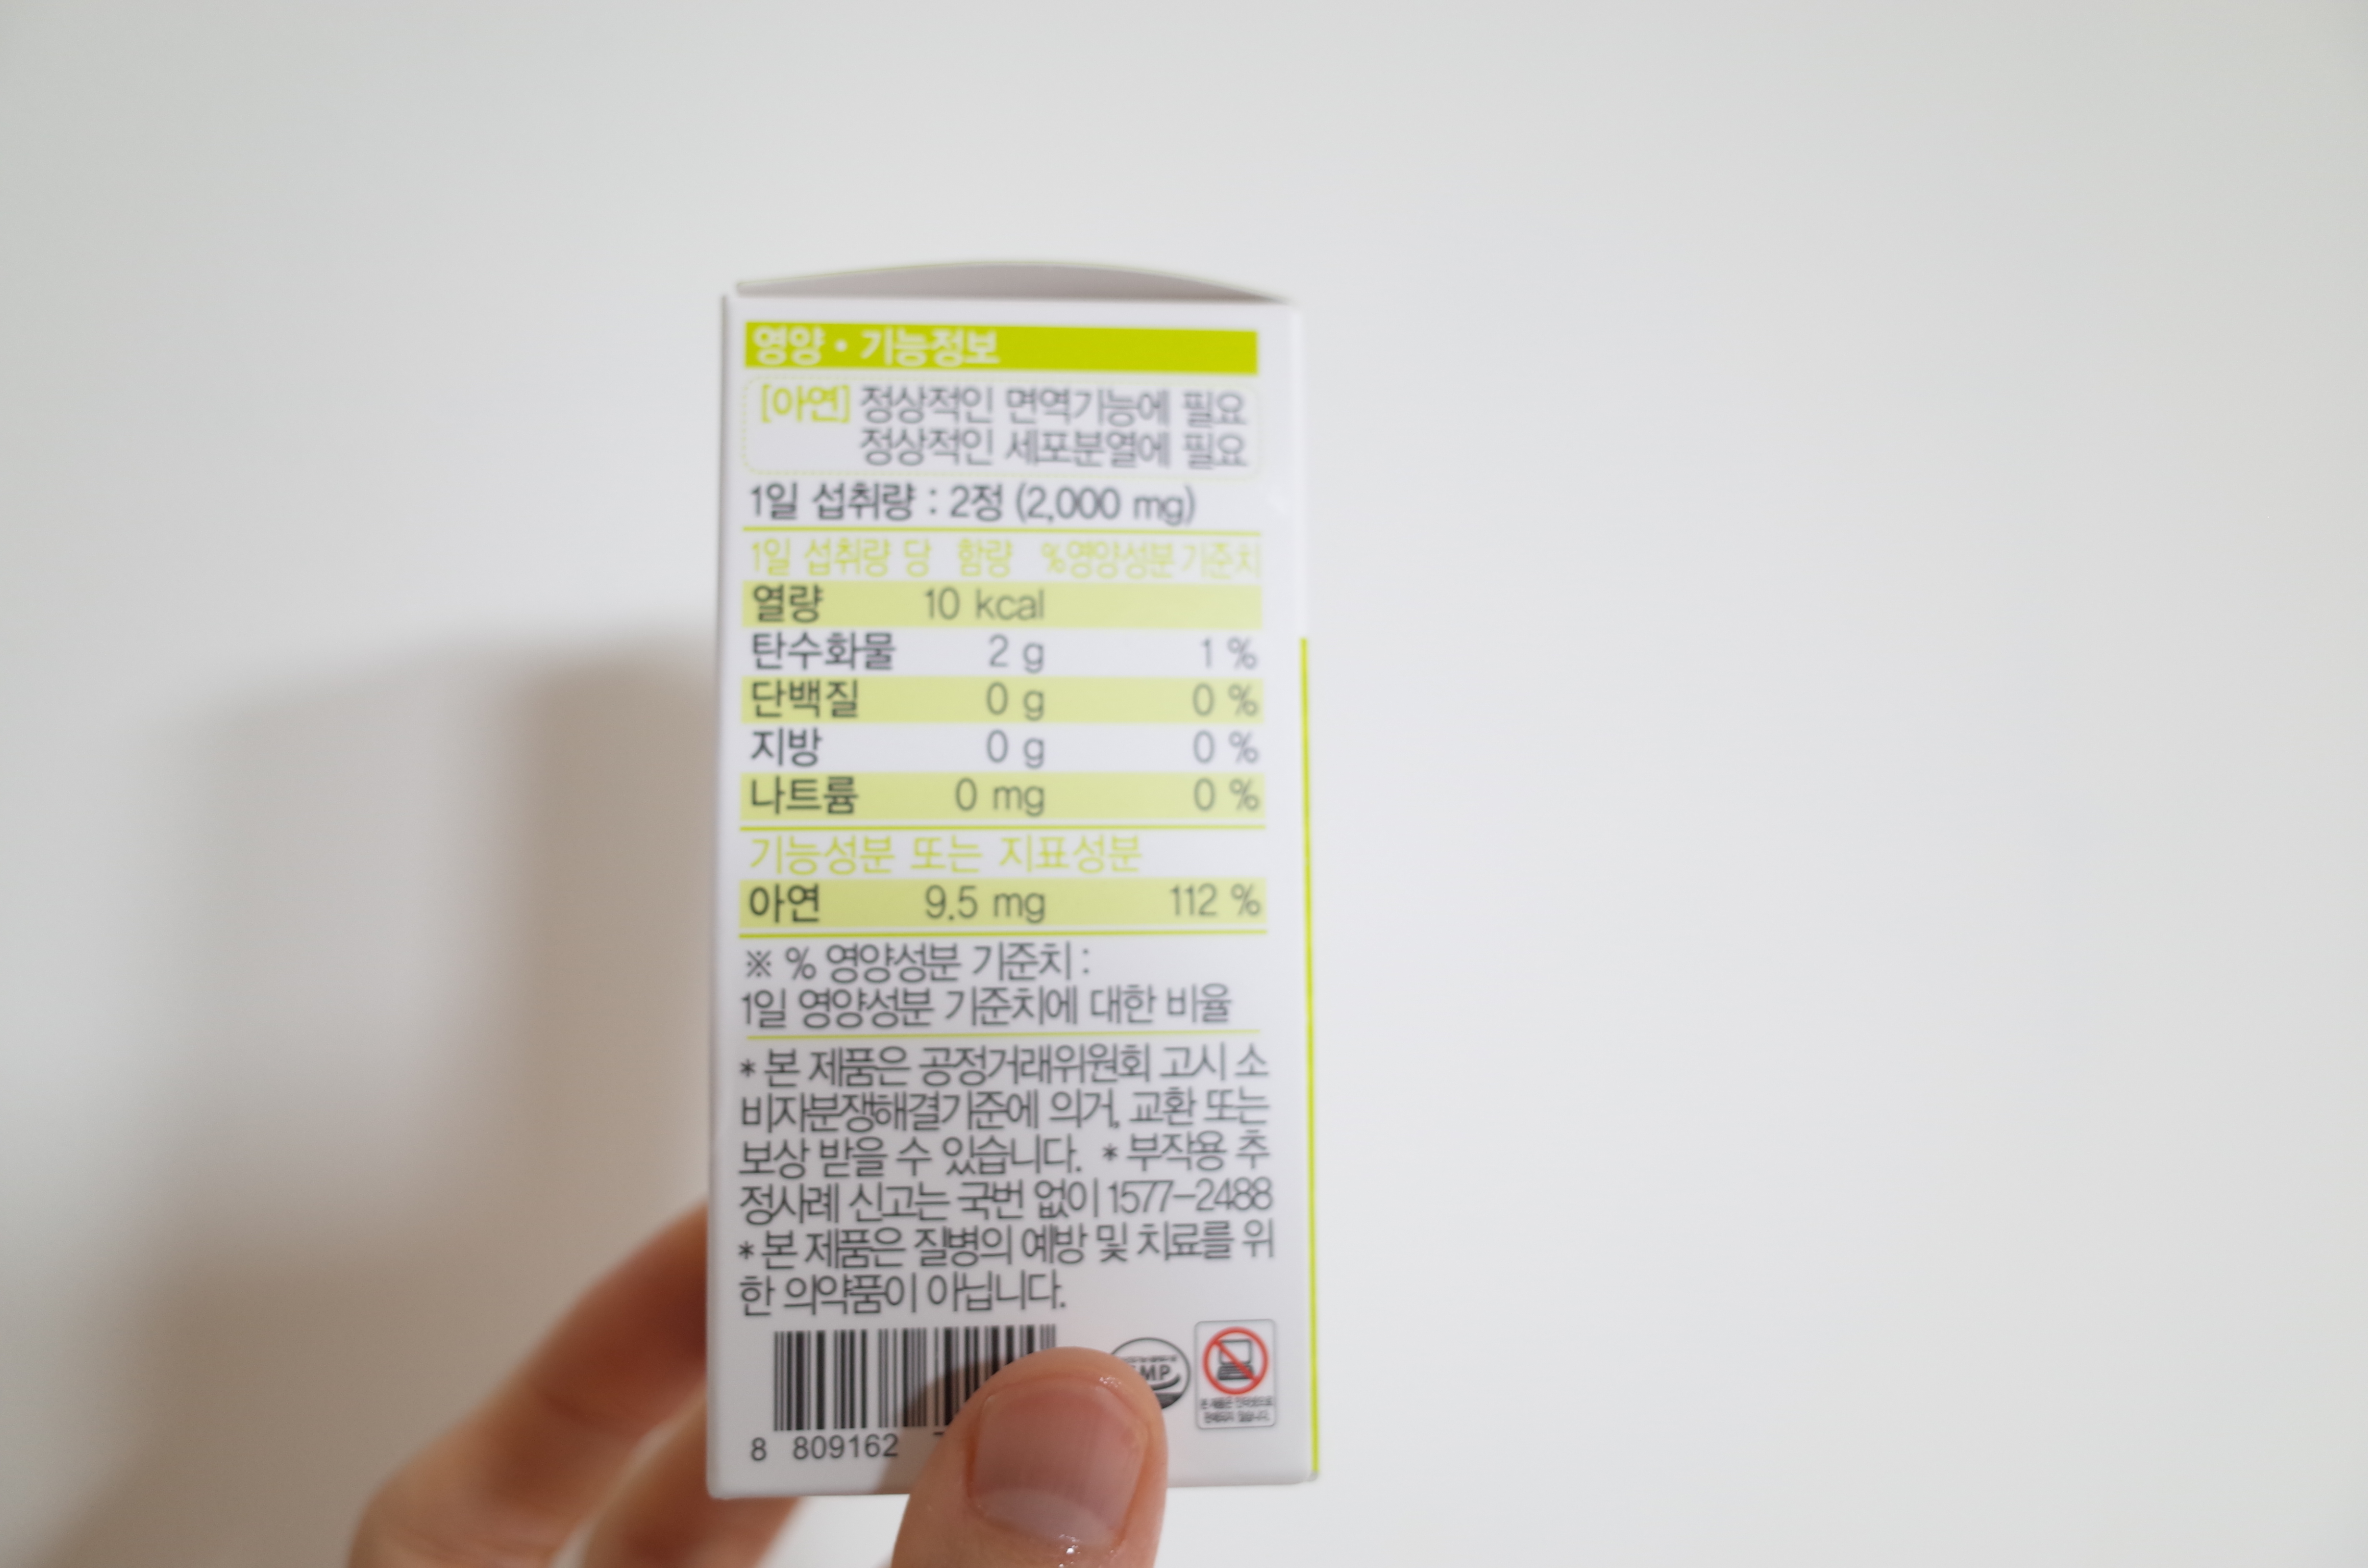 영양•기능정보
[아연] 정상적인 면역기능에 필요
정상적인 세포분열에 필요
1일 섭취량 : 2정 (2,000 mg)
1일 섭취량 당 함량 %영양성분 기준치
열량 10 kcal
탄수화물 2 g 1 %
단백질 0 g 0 %
지방 0 g 0 %
나트륨 0 mg 0 %
기능성분 또는 지표성분
아연 9.5 mg 112 %
※ % 영양성분 기준치 :
1일 영양성분 기준치에 대한 비율
* 본 제품은 공정거래위원회 고시 소
비자분쟁해결기준에 의거, 교환 또는
보상 받을 수 있습니다. * 부작용 추
정사례 신고는 국번 없이 1577-2488
* 본 제품은 질병의 예방 및 치료를 위
한 의약품이 아닙니다.
8 809162